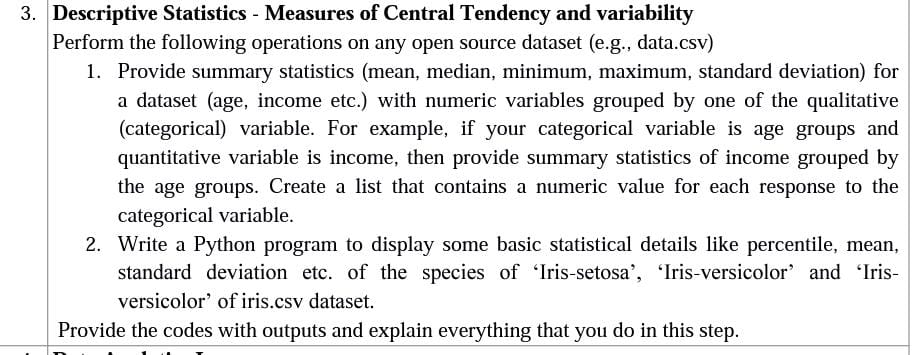 3. Descriptive Statistics - Measures of Central Tendency and variability
Perform the following operations on any open source dataset (e.g., data.csv)
1. Provide summary statistics (mean, median, minimum, maximum, standard deviation) for
a dataset (age, income etc.) with numeric variables grouped by one of the qualitative
(categorical) variable. For example, if your categorical variable is age groups and
quantitative variable is income, then provide summary statistics of income grouped by
the age groups. Create a list that contains a numeric value for each response to the
categorical variable.
2. Write a Python program to display some basic statistical details like percentile, mean,
standard deviation etc. of the species of ‘Iris-setosa’, ‘Iris-versicolor’ and ‘Iris-
versicolor’ of iris.csv dataset.
Provide the codes with outputs and explain everything that you do in this step.